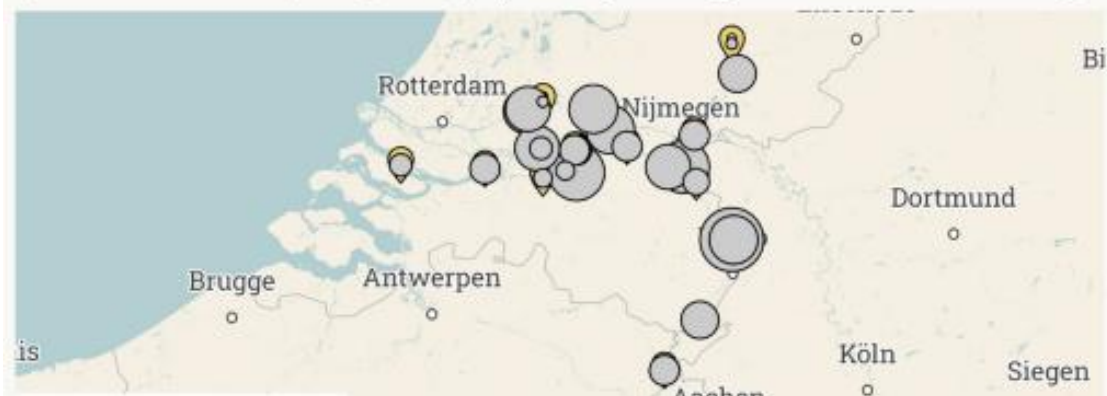 Bi
Rotterdam
Nijmegen
Dortmund
Brugge
Antwerpen
is
Köln
Siegen